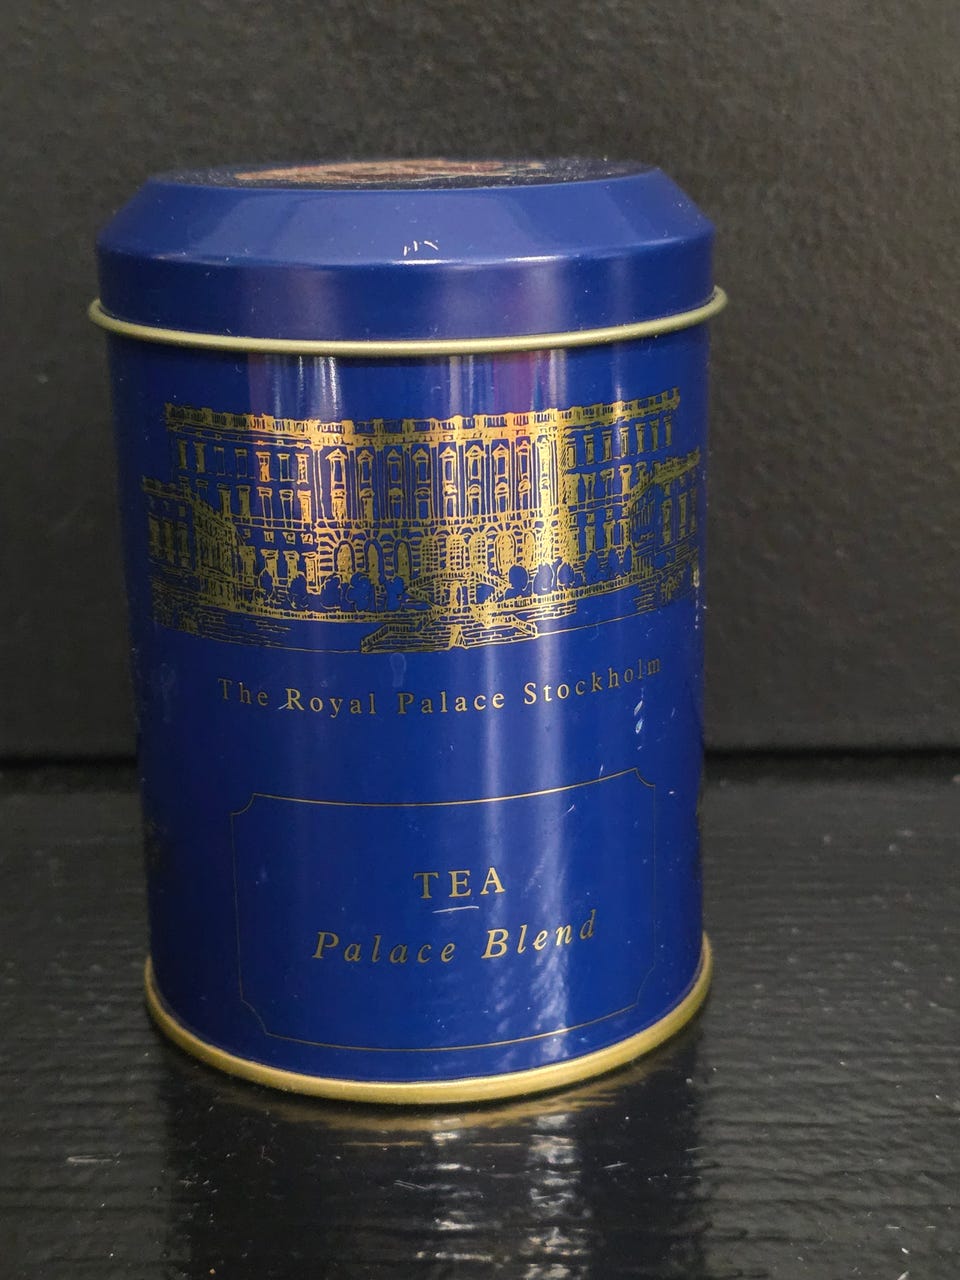 The Royal Palace Stockholm
TEA
Palace Blend